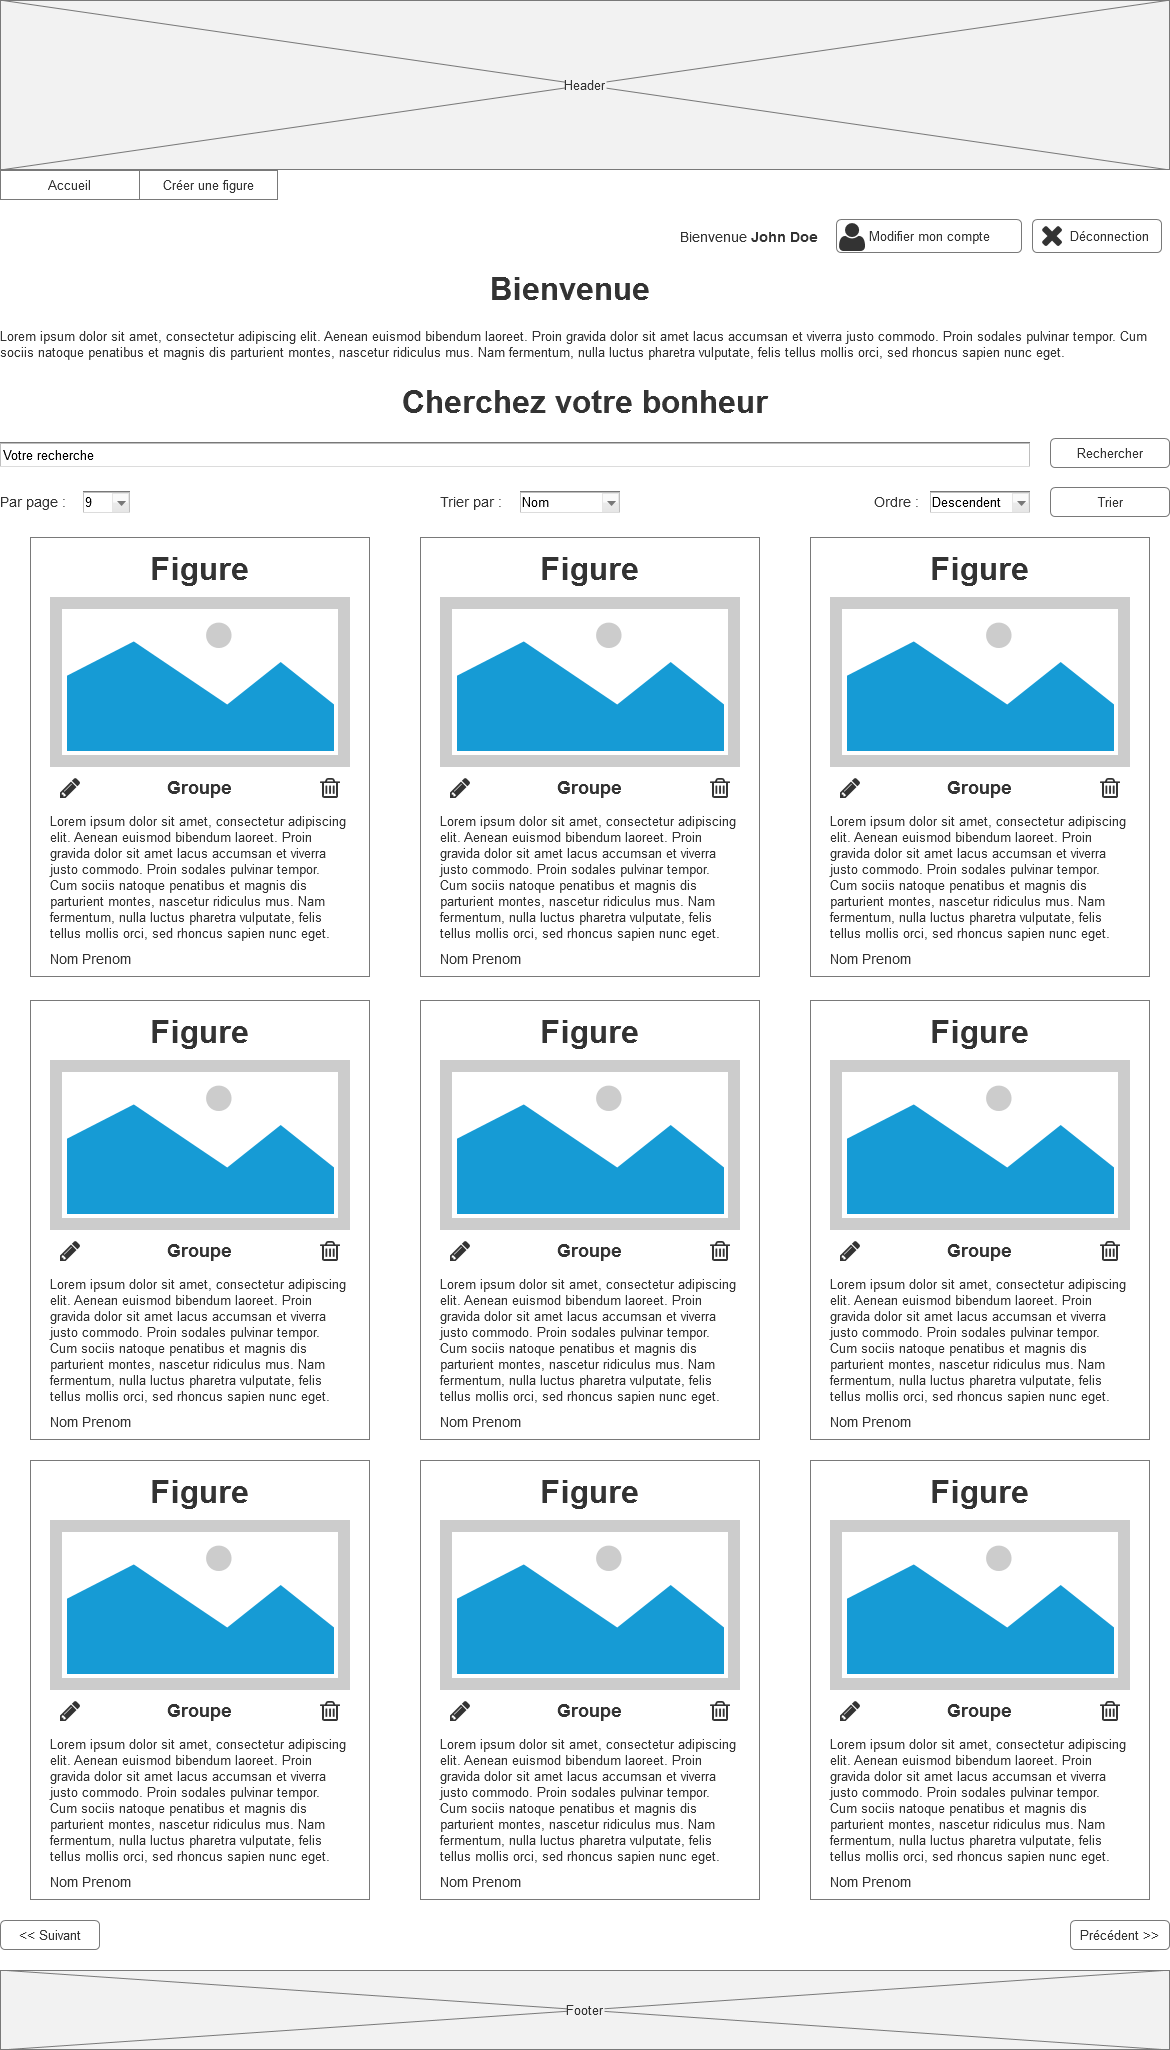 Header
Accueil Créer une figure
Bienvenue John Doe Modifier mon compte Déconnection
Bienvenue
Lorem ipsum dolor sit amet, consectetur adipiscing elit. Aenean euismod bibendum laoreet. Proin gravida dolor sit amet lacus accumsan et viverra justo commodo. Proin sodales pulvinar tempor. Cum
sociis natoque penatibus et magnis dis parturient montes, nascetur ridiculus mus. Nam fermentum, nulla luctus pharetra vulputate, felis tellus mollis orci, sed rhoncus sapien nunc eget.
Cherchez votre bonheur
Votre recherche Rechercher
Par page : 9 Trier par : Nom Ordre : Descendent Trier
Figure
Groupe
Lorem ipsum dolor sit amet, consectetur adipiscing
elit. Aenean euismod bibendum laoreet. Proin
gravida dolor sit amet lacus accumsan et viverra
justo commodo. Proin sodales pulvinar tempor.
Cum sociis natoque penatibus et magnis dis
parturient montes, nascetur ridiculus mus. Nam
fermentum, nulla luctus pharetra vulputate, felis
tellus mollis orci, sed rhoncus sapien nunc eget.
Nom Prenom
Figure
Groupe
Lorem ipsum dolor sit amet, consectetur adipiscing
elit. Aenean euismod bibendum laoreet. Proin
gravida dolor sit amet lacus accumsan et viverra
justo commodo. Proin sodales pulvinar tempor.
Cum sociis natoque penatibus et magnis dis
parturient montes, nascetur ridiculus mus. Nam
fermentum, nulla luctus pharetra vulputate, felis
tellus mollis orci, sed rhoncus sapien nunc eget.
Nom Prenom
Figure
Groupe
Lorem ipsum dolor sit amet, consectetur adipiscing
elit. Aenean euismod bibendum laoreet. Proin
gravida dolor sit amet lacus accumsan et viverra
justo commodo. Proin sodales pulvinar tempor.
Cum sociis natoque penatibus et magnis dis
parturient montes, nascetur ridiculus mus. Nam
fermentum, nulla luctus pharetra vulputate, felis
tellus mollis orci, sed rhoncus sapien nunc eget.
Nom Prenom
Figure
Groupe
Lorem ipsum dolor sit amet, consectetur adipiscing
elit. Aenean euismod bibendum laoreet. Proin
gravida dolor sit amet lacus accumsan et viverra
justo commodo. Proin sodales pulvinar tempor.
Cum sociis natoque penatibus et magnis dis
parturient montes, nascetur ridiculus mus. Nam
fermentum, nulla luctus pharetra vulputate, felis
tellus mollis orci, sed rhoncus sapien nunc eget.
Nom Prenom
Figure
Groupe
Lorem ipsum dolor sit amet, consectetur adipiscing
elit. Aenean euismod bibendum laoreet. Proin
gravida dolor sit amet lacus accumsan et viverra
justo commodo. Proin sodales pulvinar tempor.
Cum sociis natoque penatibus et magnis dis
parturient montes, nascetur ridiculus mus. Nam
fermentum, nulla luctus pharetra vulputate, felis
tellus mollis orci, sed rhoncus sapien nunc eget.
Nom Prenom
Figure
Groupe
Lorem ipsum dolor sit amet, consectetur adipiscing
elit. Aenean euismod bibendum laoreet. Proin
gravida dolor sit amet lacus accumsan et viverra
justo commodo. Proin sodales pulvinar tempor.
Cum sociis natoque penatibus et magnis dis
parturient montes, nascetur ridiculus mus. Nam
fermentum, nulla luctus pharetra vulputate, felis
tellus mollis orci, sed rhoncus sapien nunc eget.
Nom Prenom
Figure
Groupe
Lorem ipsum dolor sit amet, consectetur adipiscing
elit. Aenean euismod bibendum laoreet. Proin
gravida dolor sit amet lacus accumsan et viverra
justo commodo. Proin sodales pulvinar tempor.
Cum sociis natoque penatibus et magnis dis
parturient montes, nascetur ridiculus mus. Nam
fermentum, nulla luctus pharetra vulputate, felis
tellus mollis orci, sed rhoncus sapien nunc eget.
Nom Prenom
Figure
Groupe
Lorem ipsum dolor sit amet, consectetur adipiscing
elit. Aenean euismod bibendum laoreet. Proin
gravida dolor sit amet lacus accumsan et viverra
justo commodo. Proin sodales pulvinar tempor.
Cum sociis natoque penatibus et magnis dis
parturient montes, nascetur ridiculus mus. Nam
fermentum, nulla luctus pharetra vulputate, felis
tellus mollis orci, sed rhoncus sapien nunc eget.
Nom Prenom
Figure
Groupe
Lorem ipsum dolor sit amet, consectetur adipiscing
elit. Aenean euismod bibendum laoreet. Proin
gravida dolor sit amet lacus accumsan et viverra
justo commodo. Proin sodales pulvinar tempor.
Cum sociis natoque penatibus et magnis dis
parturient montes, nascetur ridiculus mus. Nam
fermentum, nulla luctus pharetra vulputate, felis
tellus mollis orci, sed rhoncus sapien nunc eget.
Nom Prenom
<< Suivant Précédent >>
Footer